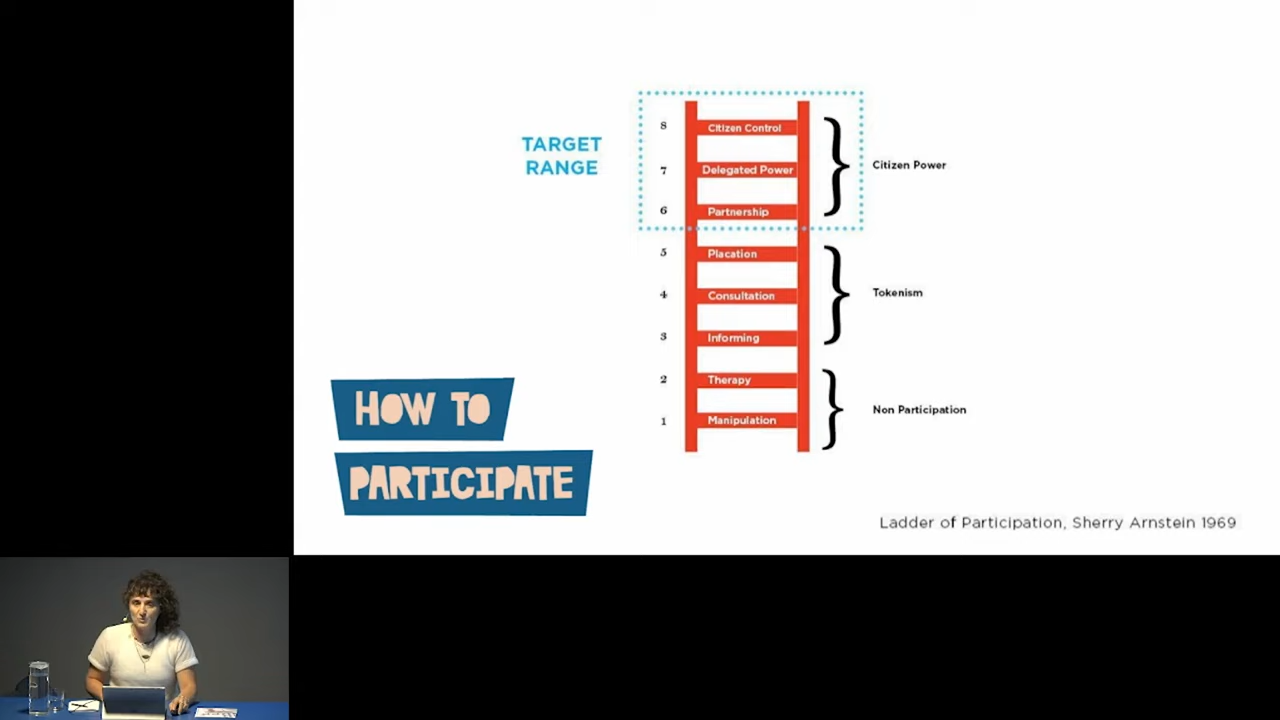 TARGET
RANGE
8
Citizen Control
7
Delegated Power
6
Partnership
Citizen Power
5
Placation
4
Consultation
3
Informing
Tokenism
2
Therapy
1
Manipulation
Non Participation
HOW TO
PARTICIPATE
Ladder of Participation, Sherry Arnstein 1969